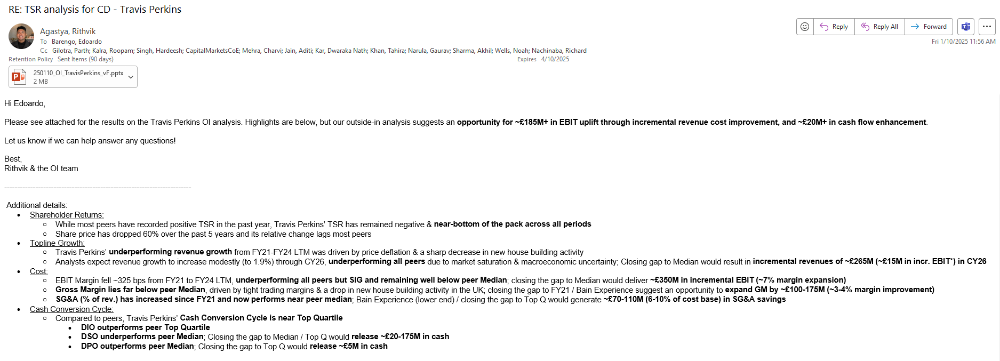 RE: TSR analysis for CD - Travis Perkins
Agastya, Rithvik
To Barengo, Edoardo
Cc Gilotra, Parth; Kalra, Roopam; Singh, Hardeesh; CapitalMarketsCoE; Mehra, Charvi; Jain, Aditi; Kar, Dwaraka Nath; Khan, Tahira; Narula, Gaurav; Sharma, Akhil; Wells, Noah; Nachinaba, Richard
Reply
Reply All
Forward
Fri 1/10/2025 11:56 AM
Retention Policy Sent Items (90 days)
Expires 4/10/2025
250110_OI_TravisPerkins_vF.pptx
2 MB
Hi Edoardo,
Please see attached for the results on the Travis Perkins OI analysis. Highlights are below, but our outside-in analysis suggests an opportunity for ~£185M+ in EBIT uplift through incremental revenue cost improvement, and ~£20M+ in cash flow enhancement.
Let us know if we can help answer any questions!
Best,
Rithvik & the OI team
----------------------------------------------------------------------
Additional details:
• Shareholder Returns:
o While most peers have recorded positive TSR in the past year, Travis Perkins' TSR has remained negative & near-bottom of the pack across all periods
o Share price has dropped 60% over the past 5 years and its relative change lags most peers
• Topline Growth:
o Travis Perkins' underperforming revenue growth from FY21-FY24 LTM was driven by price deflation & a sharp decrease in new house building activity
o Analysts expect revenue growth to increase modestly (to 1.9%) through CY26, underperforming all peers due to market saturation & macroeconomic uncertainty; Closing gap to Median would result in incremental revenues of ~£265M (~£15M in incr. EBIT*) in CY26
• Cost:
o EBIT Margin fell ~325 bps from FY21 to FY24 LTM, underperforming all peers but SIG and remaining well below peer Median; closing the gap to Median would deliver ~£350M in incremental EBIT (~7% margin expansion)
o Gross Margin lies far below peer Median, driven by tight trading margins & a drop in new house building activity in the UK; closing the gap to FY21 / Bain Experience suggest an opportunity to expand GM by ~£100-175M (~3-4% margin improvement)
o SG&A (% of rev.) has increased since FY21 and now performs near peer median; Bain Experience (lower end) / closing the gap to Top Q would generate ~£70-110M (6-10% of cost base) in SG&A savings
• Cash Conversion Cycle:
o Compared to peers, Travis Perkins' Cash Conversion Cycle is near Top Quartile
• DIO outperforms peer Top Quartile
• DSO underperforms peer Median; Closing the gap to Median / Top Q would release ~£20-175M in cash
• DPO outperforms peer Median; Closing the gap to Top Q would release ~£5M in cash